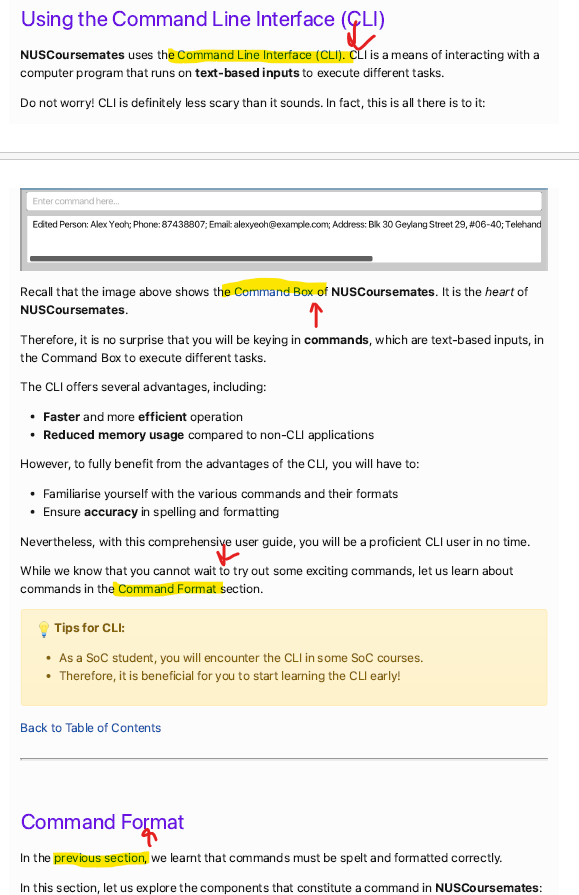 Using the Command Line Interface (CLI)
NUSCoursemates uses the Command Line Interface (CLI). CLI is a means of interacting with a
computer program that runs on text-based inputs to execute different tasks.
Do not worry! CLI is definitely less scary than it sounds. In fact, this is all there is to it:
Enter command here...
Edited Person: Alex Yeoh; Phone: 87438807; Email: alexyeoh@example.com; Address: Blk 30 Geylang Street 29, #06-40; Telehand
Recall that the image above shows the Command Box of NUSCoursemates. It is the heart of
NUSCoursemates.
Therefore, it is no surprise that you will be keying in commands, which are text-based inputs, in
the Command Box to execute different tasks.
The CLI offers several advantages, including:
• Faster and more efficient operation
• Reduced memory usage compared to non-CLI applications
However, to fully benefit from the advantages of the CLI, you will have to:
• Familiarise yourself with the various commands and their formats
• Ensure accuracy in spelling and formatting
Nevertheless, with this comprehensive user guide, you will be a proficient CLI user in no time.
While we know that you cannot wait to try out some exciting commands, let us learn about
commands in the Command Format section.
Tips for CLI:
• As a SoC student, you will encounter the CLI in some SoC courses.
• Therefore, it is beneficial for you to start learning the CLI early!
Back to Table of Contents
Command Format
In the previous section, we learnt that commands must be spelt and formatted correctly.
In this section, let us explore the components that constitute a command in NUSCoursemates: